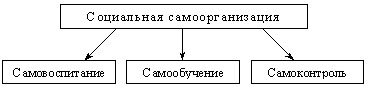 Социальная самоорганизация
Самовоспитание Самообучение Самоконтроль